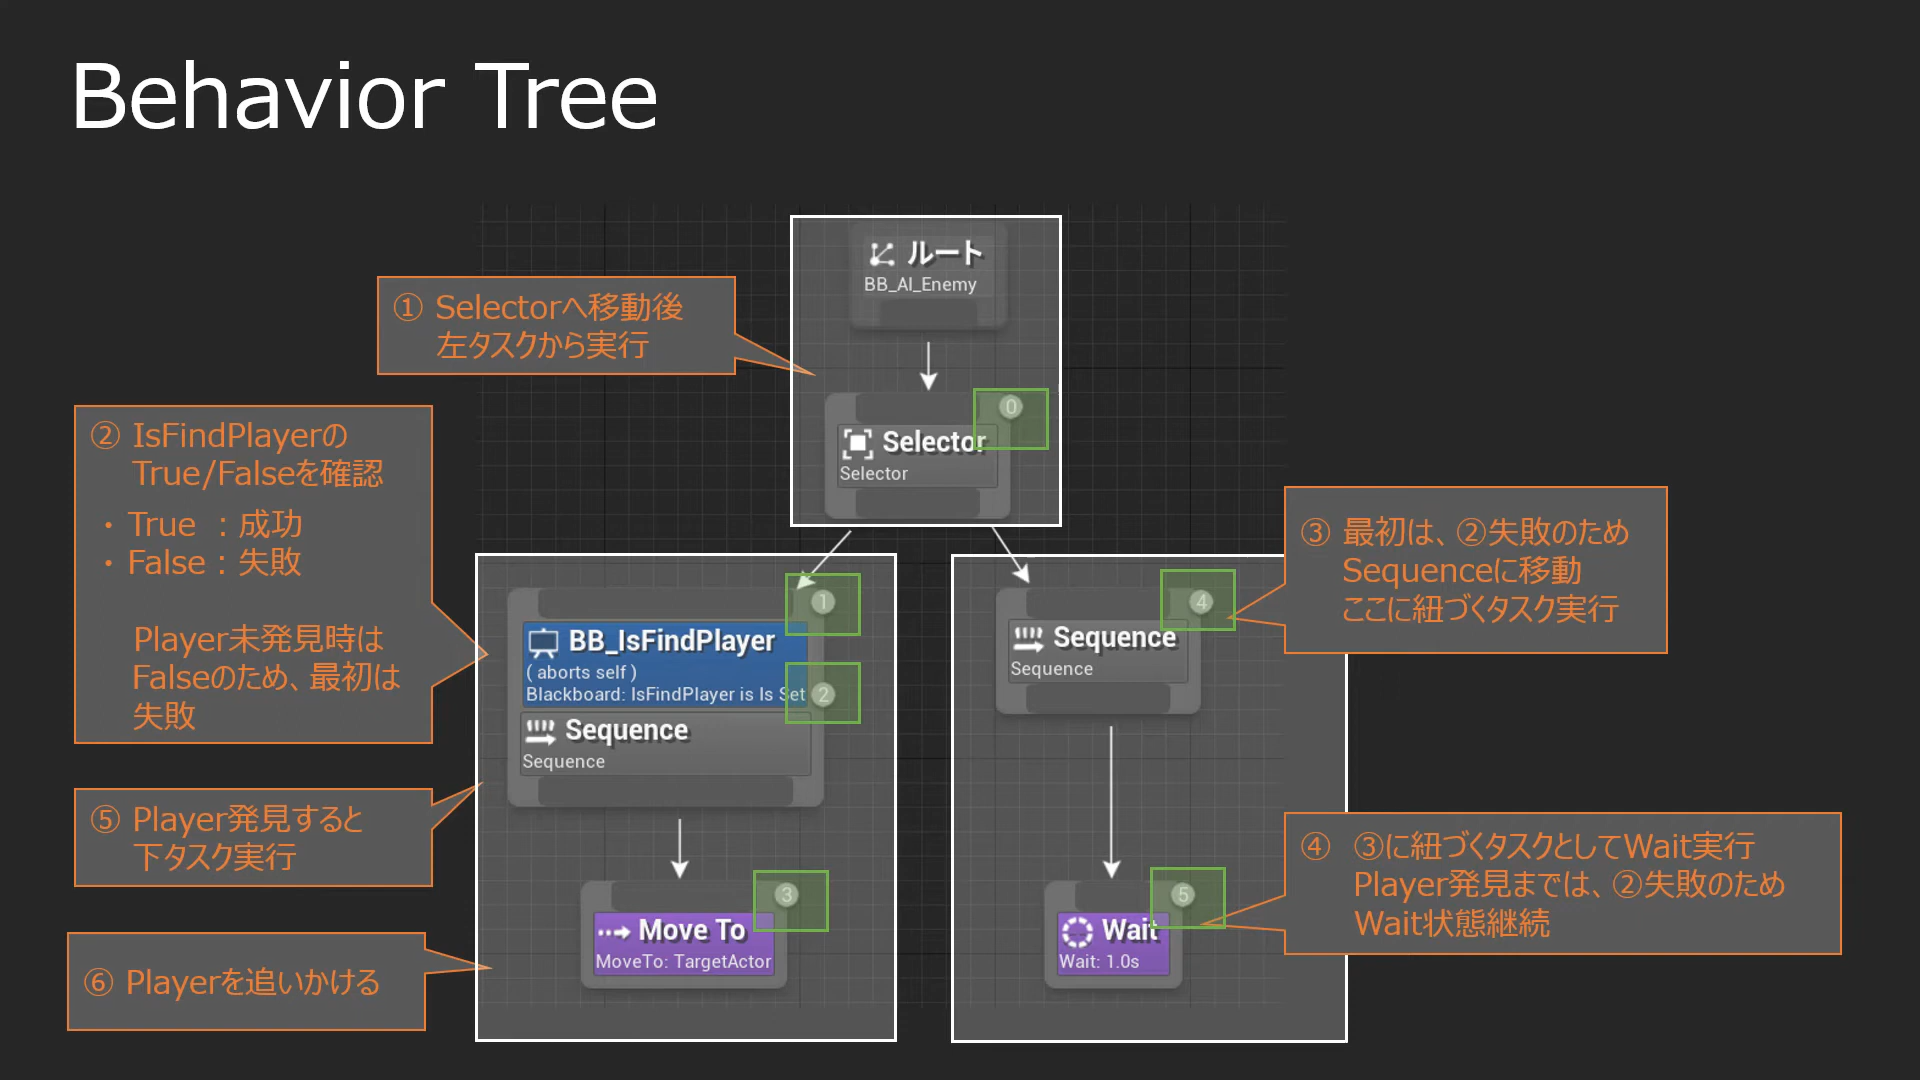 Behavior Tree
ルート
BB_AI_Enemy
① Selectorへ移動後
左タスクから実行
0
Selector
Selector
② IsFindPlayerの
True/Falseを確認
・True ：成功
・False：失敗
Player未発見時は
Falseのため、最初は
失敗
1
BB_IsFindPlayer
( aborts self )
Blackboard: IsFindPlayer is Is Set
2
Sequence
Sequence
③ 最初は、②失敗のため
Sequenceに移動
ここに紐づくタスク実行
4
Sequence
Sequence
⑤ Player発見すると
下タスク実行
④ ③に紐づくタスクとしてWait実行
Player発見までは、②失敗のため
Wait状態継続
3
Move To
MoveTo: TargetActor
5
Wait
Wait: 1.0s
⑥ Playerを追いかける